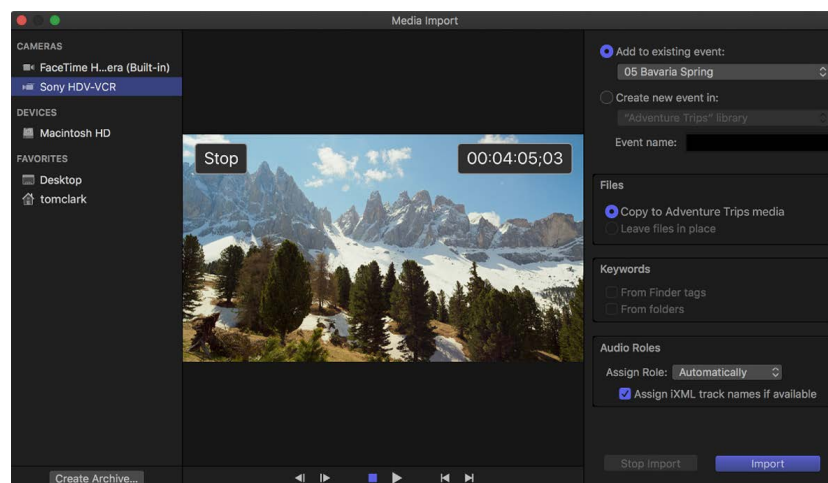 Media Import
CAMERAS
FaceTime H...era (Built-in)
Sony HDV-VCR
DEVICES
Macintosh HD
FAVORITES
Desktop
tomclark
Create Archive...
Stop
00:04:05;03
Add to existing event:
05 Bavaria Spring
Create new event in:
"Adventure Trips" library
Event name:
Files
Copy to Adventure Trips media
Leave files in place
Keywords
From Finder tags
From folders
Audio Roles
Assign Role: Automatically
Assign iXML track names if available
Stop Import
Import